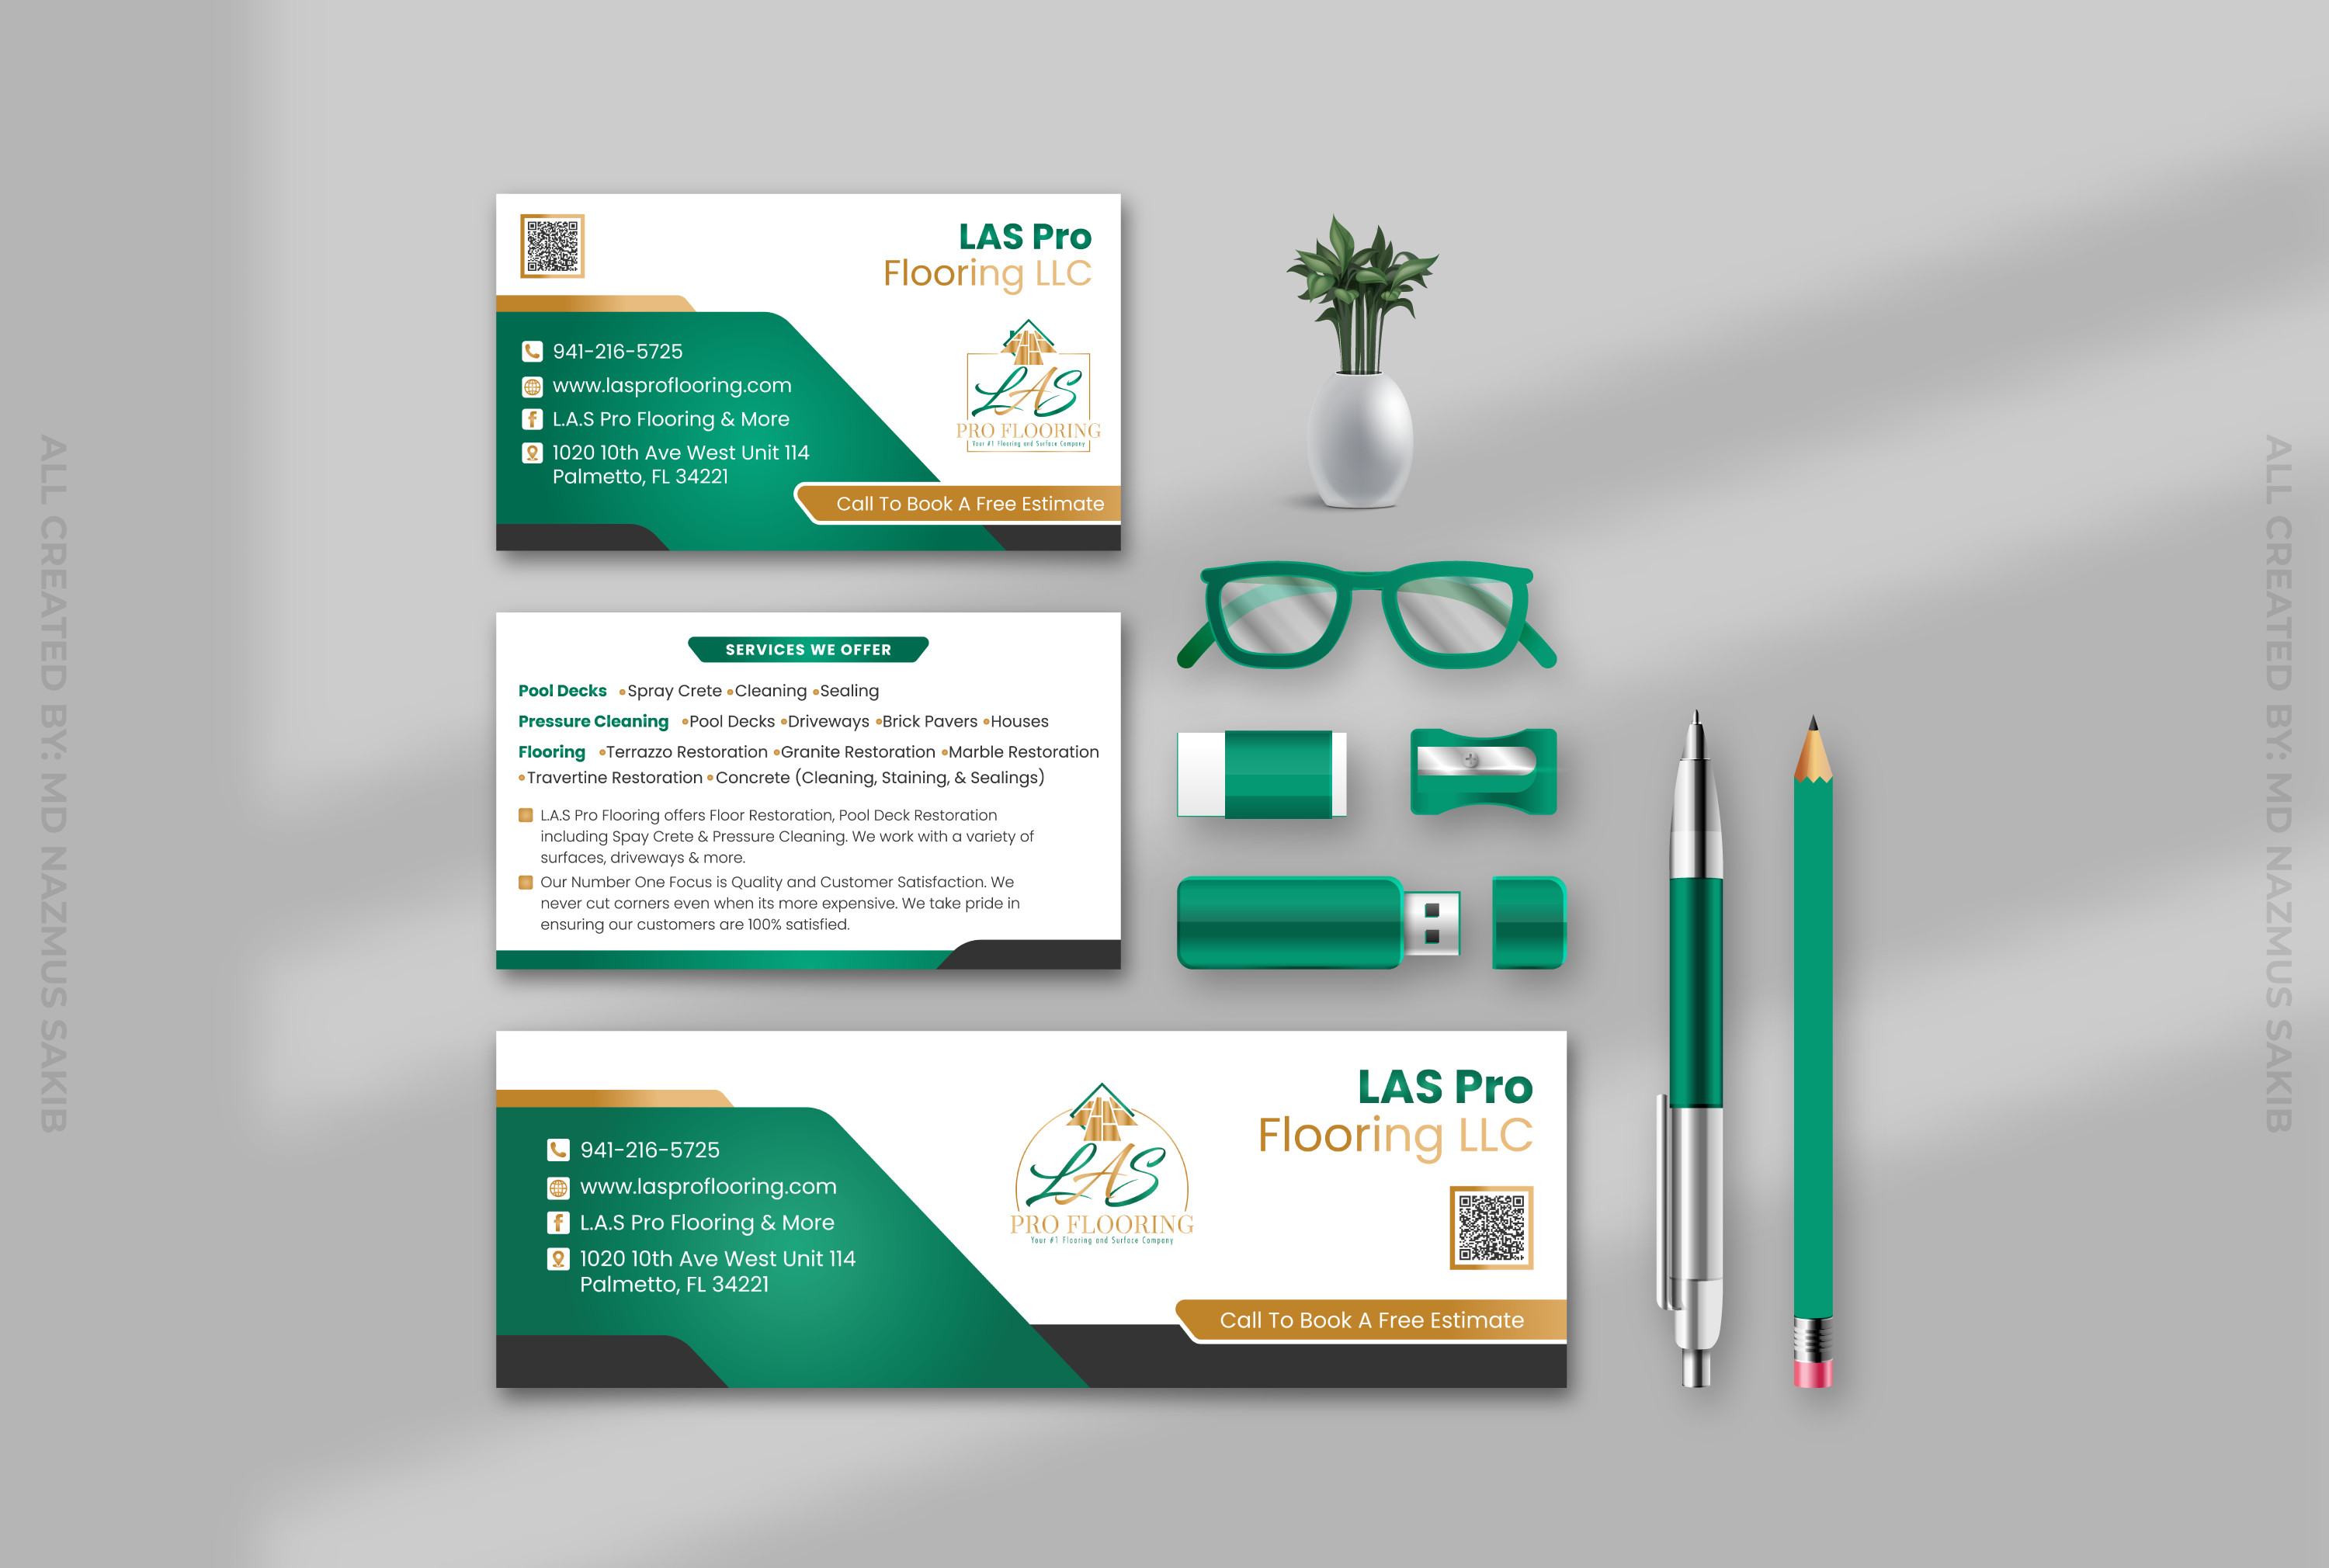 ALL CREATED BY: MD NAZMUS SAKIB
LAS Pro
Flooring LLC
941-216-5725
www.lasproflooring.com
L.A.S Pro Flooring & More
1020 10th Ave West Unit 114
Palmetto, FL 34221
LAS
PRO FLOORING
Your #1 Flooring and Surface Company
Call To Book A Free Estimate
SERVICES WE OFFER
Pool Decks •Spray Crete •Cleaning •Sealing
Pressure Cleaning •Pool Decks •Driveways •Brick Pavers •Houses
Flooring •Terrazzo Restoration •Granite Restoration •Marble Restoration
•Travertine Restoration •Concrete (Cleaning, Staining, & Sealings)
L.A.S Pro Flooring offers Floor Restoration, Pool Deck Restoration
including Spay Crete & Pressure Cleaning. We work with a variety of
surfaces, driveways & more.
Our Number One Focus is Quality and Customer Satisfaction. We
never cut corners even when its more expensive. We take pride in
ensuring our customers are 100% satisfied.
941-216-5725
www.lasproflooring.com
L.A.S Pro Flooring & More
1020 10th Ave West Unit 114
Palmetto, FL 34221
LAS
PRO FLOORING
Your #1 Flooring and Surface Company
LAS Pro
Flooring LLC
Call To Book A Free Estimate
ALL CREATED BY: MD NAZMUS SAKIB